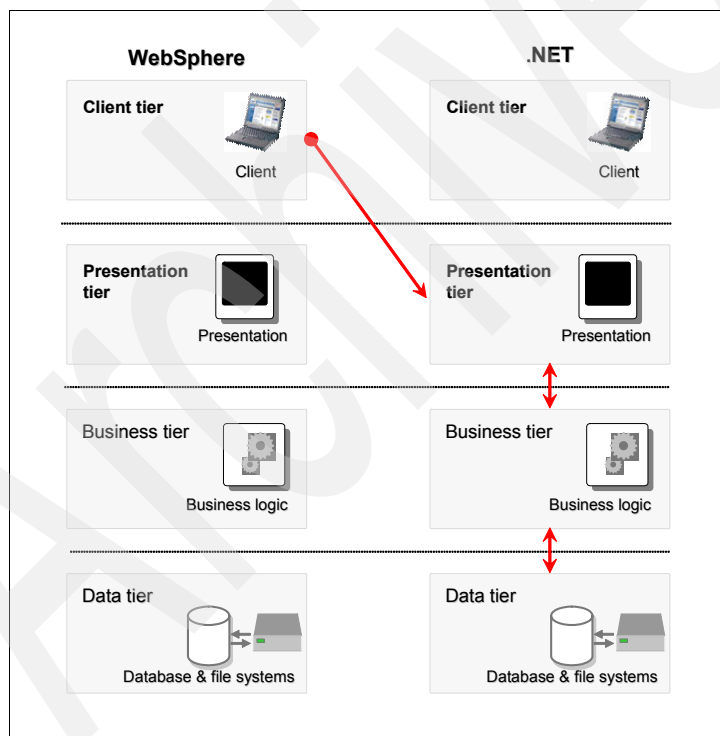 WebSphere
.NET
Client tier
Client
Client tier
Client
Presentation
tier
Presentation
Presentation
tier
Presentation
Business tier
Business logic
Business tier
Business logic
Data tier
Database & file systems
Data tier
Database & file systems
Archive